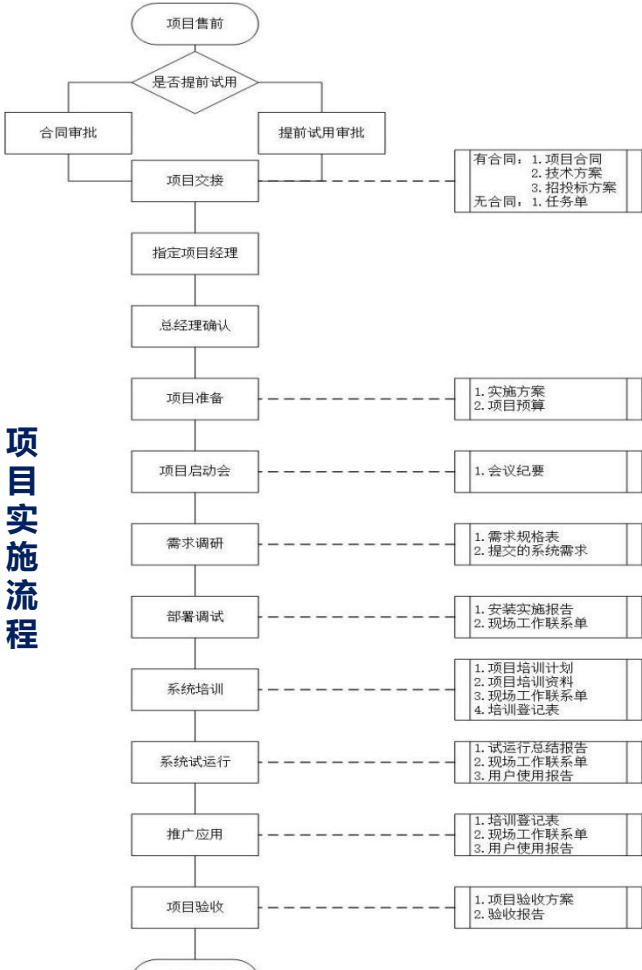 项目售前
是否提前试用
合同审批
提前试用审批
项目交接
有合同：1.项目合同
2.技术方案
3.招投标方案
无合同：1.任务单
指定项目经理
总经理确认
项目准备
1.实施方案
2.项目预算
项目启动会
1.会议纪要
需求调研
1.需求规格表
2.提交的系统需求
部署调试
1.安装实施报告
2.现场工作联系单
系统培训
1.项目培训计划
2.项目培训资料
3.现场工作联系单
4.培训登记表
系统试运行
1.试运行总结报告
2.现场工作联系单
3.用户使用报告
推广应用
1.培训登记表
2.现场工作联系单
3.用户使用报告
项目验收
1.项目验收方案
2.验收报告
项目实施流程